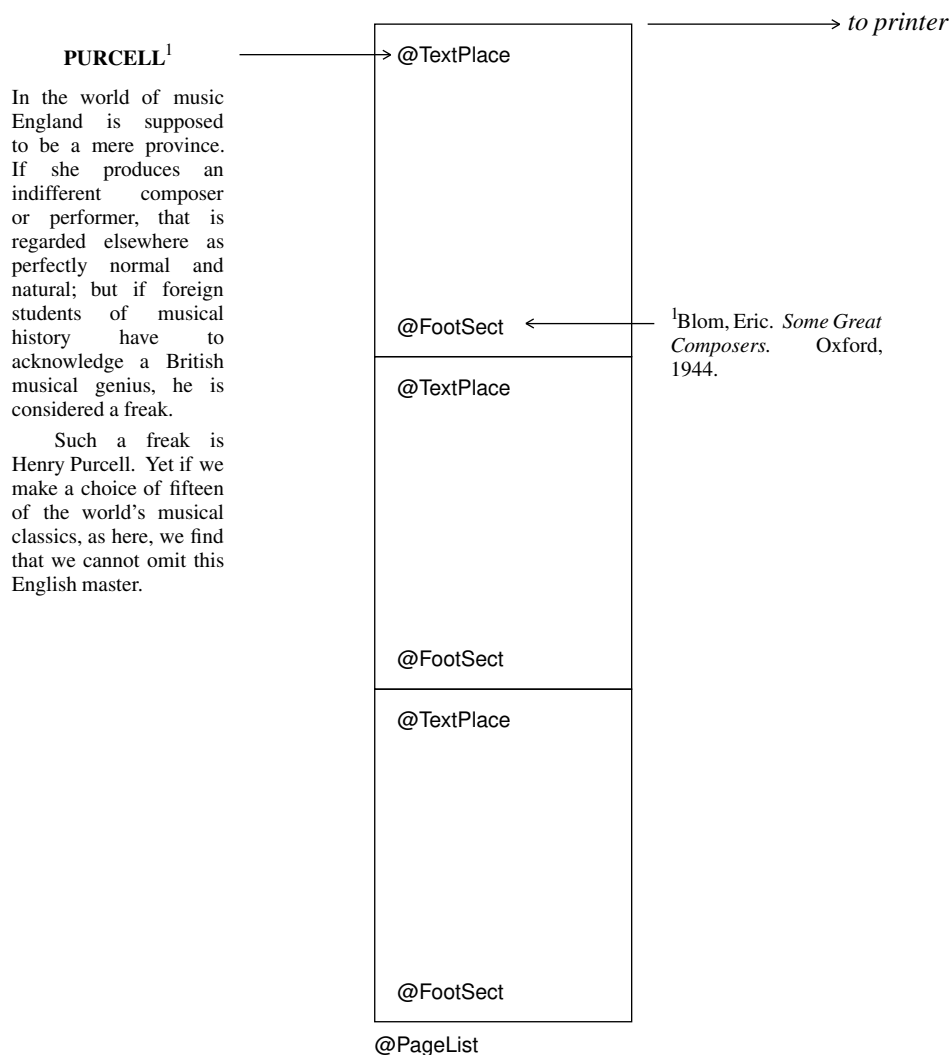 to printer
PURCELL¹
@TextPlace
In the world of music
England is supposed
to be a mere province.
If she produces an
indifferent composer
or performer, that is
regarded elsewhere as
perfectly normal and
natural; but if foreign
students of musical
history have to
acknowledge a British
musical genius, he is
considered a freak.
Such a freak is
Henry Purcell. Yet if we
make a choice of fifteen
of the world's musical
classics, as here, we find
that we cannot omit this
English master.
@FootSect
¹Blom, Eric. Some Great
Composers. Oxford,
1944.
@TextPlace
@FootSect
@TextPlace
@FootSect
@PageList